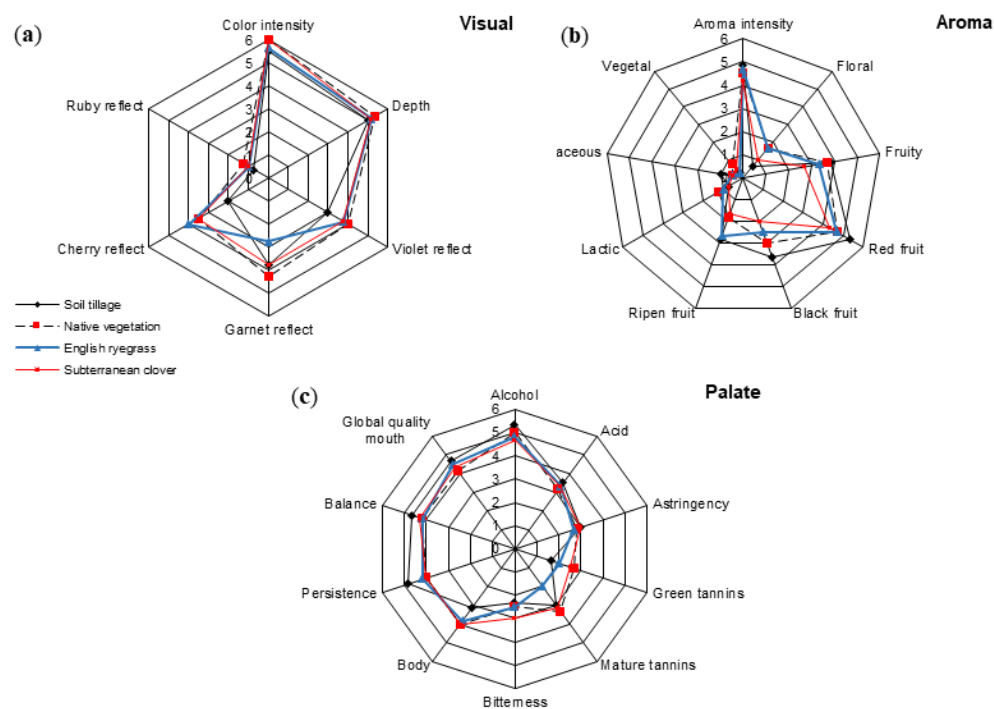 (a)
Visual
Color intensity
6
5
4
3
2
1
0
Depth
Violet reflect
Garnet reflect
Cherry reflect
Ruby reflect
(b)
Aroma
Aroma intensity
6
5
4
3
2
1
0
Floral
Fruity
Red fruit
Black fruit
Ripen fruit
Lactic
aceous
Vegetal
Soil tillage
Native vegetation
English ryegrass
Subterranean clover
(c)
Palate
Alcohol
6
5
4
3
2
1
0
Acid
Astringency
Green tannins
Mature tannins
Bitterness
Body
Persistence
Balance
Global quality
mouth